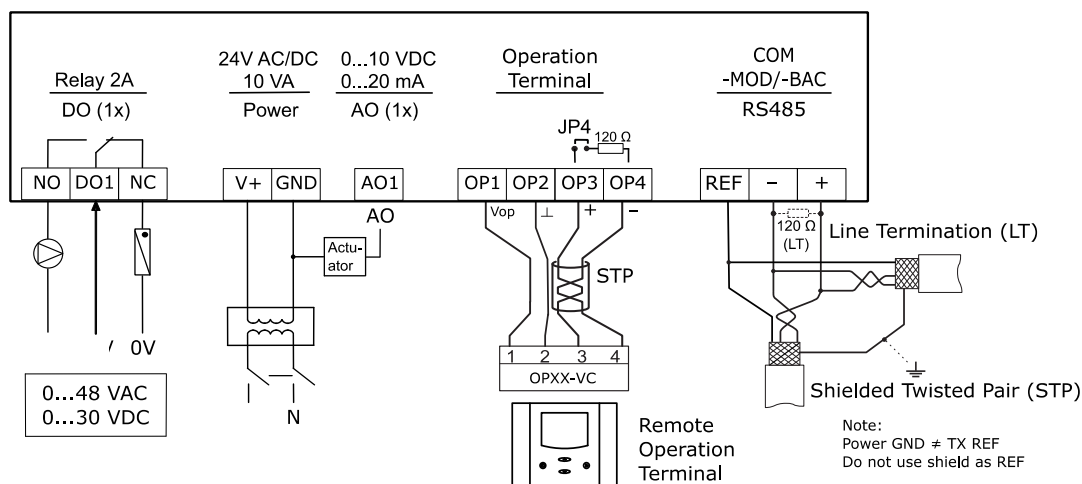 Relay 2A
DO (1x)
24V AC/DC
10 VA
Power
0...10 VDC
0...20 mA
AO (1x)
Operation
Terminal
COM
-MOD/-BAC
RS485
JP4
120 Ω
NO DO1 NC
V+ GND
AO1
OP1 OP2 OP3 OP4
REF − +
Vop ⊥ + −
AO
Actu-
ator
STP
120 Ω
(LT)
Line Termination (LT)
0V
1 2 3 4
OPXX-VC
0...48 VAC
0...30 VDC
N
Shielded Twisted Pair (STP)
Remote
Operation
Terminal
Note:
Power GND ≠ TX REF
Do not use shield as REF